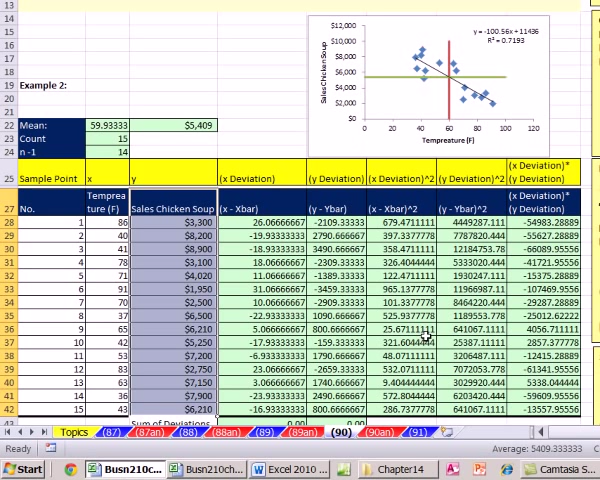 13
14
15
16
17
18
19 Example 2:
20
21
22 Mean: 59.93333 $5,409
23 Count 15
24 n -1 14
$12,000
$10,000
$8,000
$6,000
$4,000
$2,000
$0
0 20 40 60 80 100 120
Sales Chicken Soup
Tempreature (F)
y = -100.56x + 11436
R² = 0.7193
25 Sample Point x y (x Deviation) (y Deviation) (x Deviation)^2 (y Deviation)^2 (x Deviation)* (y Deviation)
27 No. Temprea ture (F) Sales Chicken Soup (x - Xbar) (y - Ybar) (x - Xbar)^2 (y - Ybar)^2 (x Deviation)* (y Deviation)
28 1 86 $3,300 26.06666667 -2109.33333 679.4711111 4449287.111 -54983.28889
29 2 40 $8,200 -19.93333333 2790.666667 397.3377778 7787820.444 -55627.28889
30 3 41 $8,900 -18.93333333 3490.666667 358.4711111 12184753.78 -66089.95556
31 4 78 $3,100 18.06666667 -2309.33333 326.4044444 5333020.444 -41721.95556
32 5 71 $4,020 11.06666667 -1389.33333 122.4711111 1930247.111 -15375.28889
33 6 91 $1,950 31.06666667 -3459.33333 965.1377778 11966987.11 -107469.9556
34 7 70 $2,500 10.06666667 -2909.33333 101.3377778 8464220.444 -29287.28889
35 8 37 $6,500 -22.93333333 1090.666667 525.9377778 1189553.778 -25012.62222
36 9 65 $6,210 5.066666667 800.6666667 25.67111111 641067.1111 4056.711111
37 10 42 $5,250 -17.93333333 -159.333333 321.6044444 25387.11111 2857.377778
38 11 53 $7,200 -6.933333333 1790.666667 48.07111111 3206487.111 -12415.28889
39 12 83 $2,750 23.06666667 -2659.33333 532.0711111 7072053.778 -61341.95556
40 13 63 $7,150 3.066666667 1740.666667 9.404444444 3029920.444 5338.044444
41 14 36 $7,900 -23.93333333 2490.666667 572.8044444 6203420.444 -59609.95556
42 15 43 $6,210 -16.93333333 800.6666667 286.7377778 641067.1111 -13557.95556
43 Sum of Deviations 0.00 0.00
Topics (87) (87an) (88) (88an) (89) (89an) (90) (90an) (91)
Ready Average: 5409.333333
Start Busn210c... Busn210ch... Excel 2010 ... Chapter14 Camtasia S...